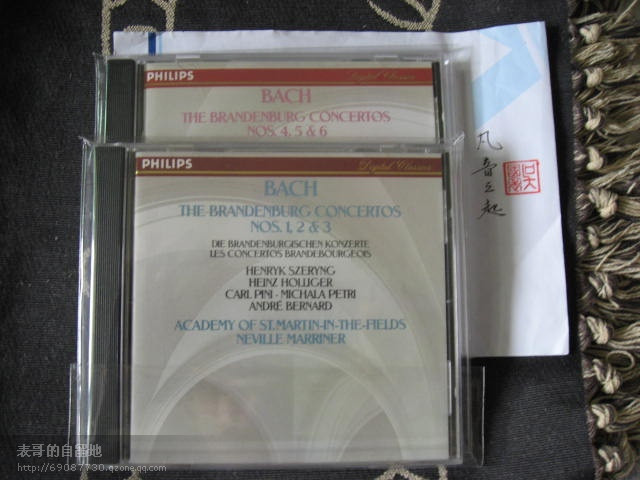 PHILIPS
Digital Classics
BACH
THE BRANDENBURG CONCERTOS
NOS. 4, 5 & 6
PHILIPS
Digital Classics
BACH
THE BRANDENBURG CONCERTOS
NOS. 1, 2 & 3
DIE BRANDENBURGISCHEN KONZERTE
LES CONCERTOS BRANDEBOURGEOIS
HENRYK SZERYNG
HEINZ HOLLIGER
CARL PINI · MICHALA PETRI
ANDRÉ BERNARD
ACADEMY OF ST. MARTIN-IN-THE-FIELDS
NEVILLE MARRINER
凡音之起
表哥的自留地
http://69087730.qzone.qq.com